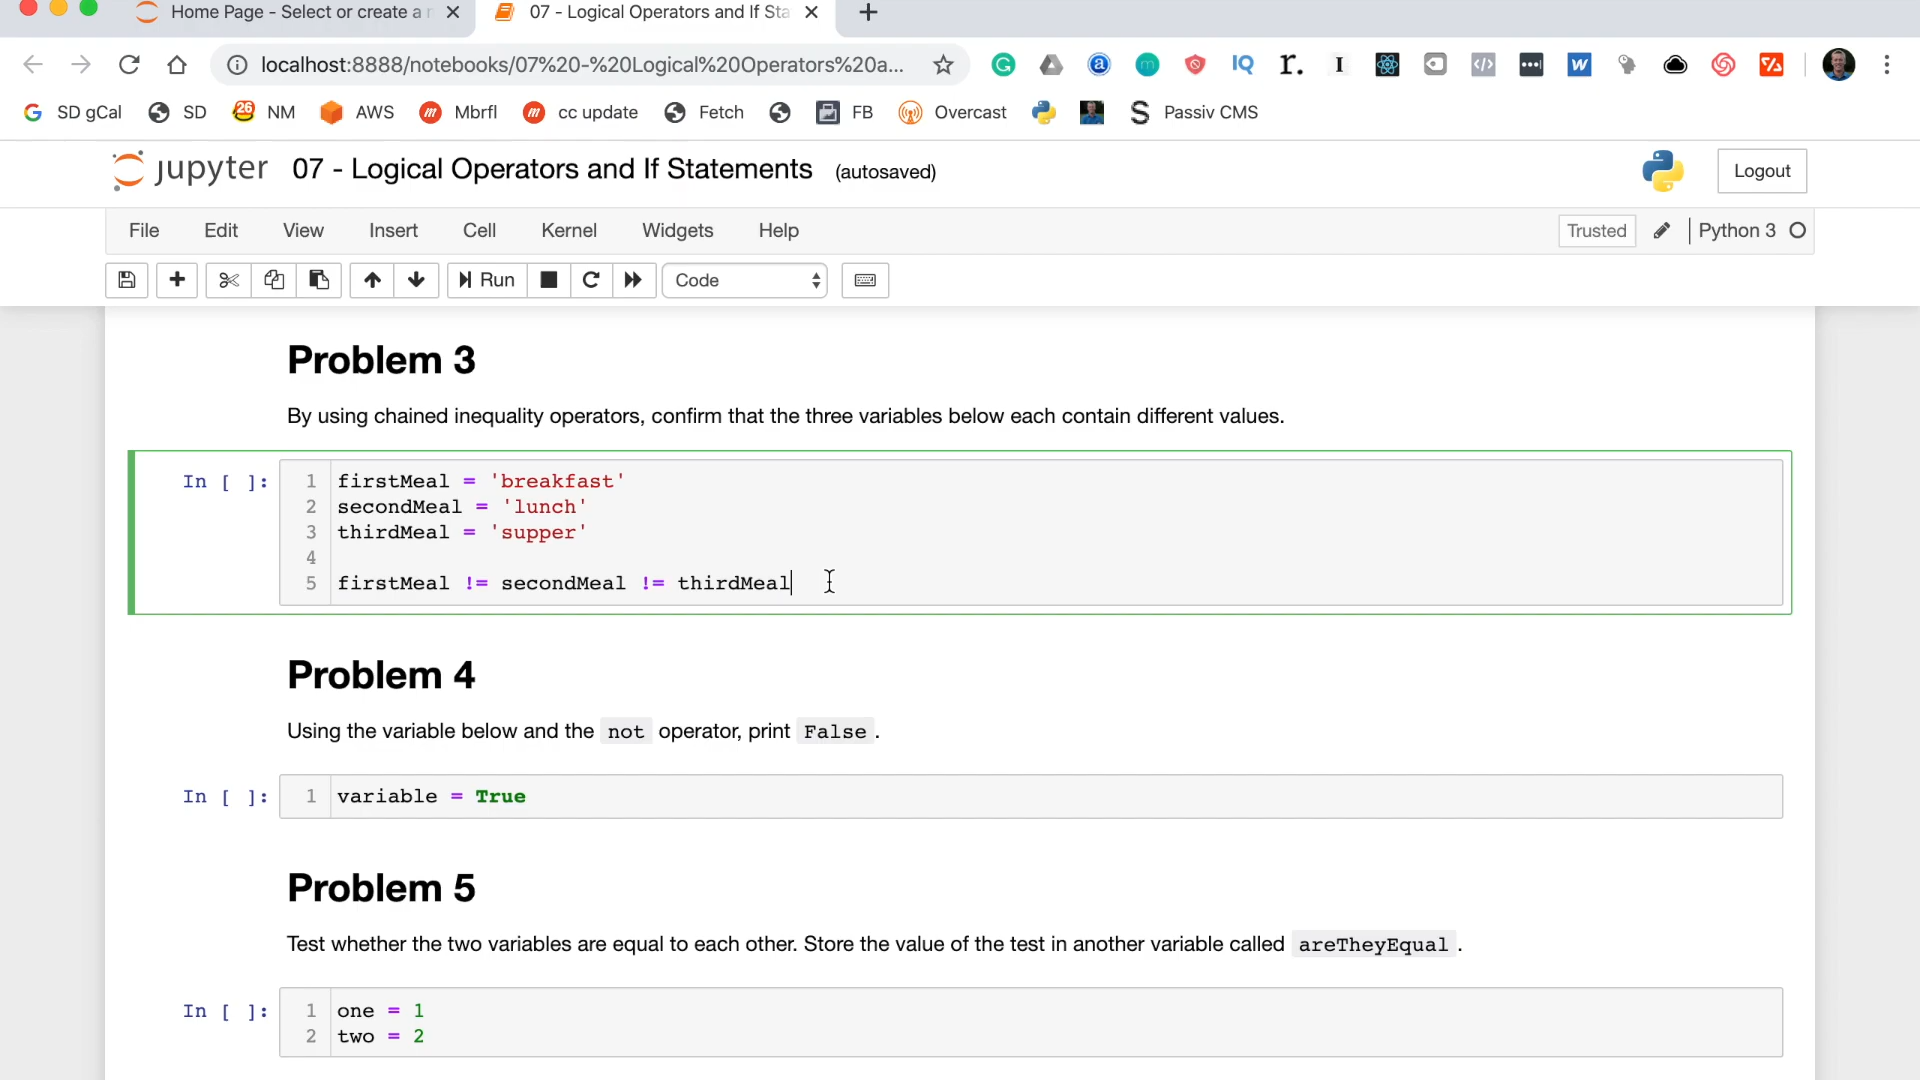 Home Page - Select or create a n
07 - Logical Operators and If Sta
localhost:8888/notebooks/07%20-%20Logical%20Operators%20a...
SD gCal
SD
26
NM
AWS
Mbrfl
cc update
Fetch
FB
Overcast
Passiv CMS
jupyter 07 - Logical Operators and If Statements (autosaved)
Logout
File Edit View Insert Cell Kernel Widgets Help
Trusted
Python 3
Run
Code
Problem 3
By using chained inequality operators, confirm that the three variables below each contain different values.
In [ ]:
1 firstMeal = 'breakfast'
2 secondMeal = 'lunch'
3 thirdMeal = 'supper'
4
5 firstMeal != secondMeal != thirdMeal
Problem 4
Using the variable below and the not operator, print False .
In [ ]:
1 variable = True
Problem 5
Test whether the two variables are equal to each other. Store the value of the test in another variable called areTheyEqual .
In [ ]:
1 one = 1
2 two = 2